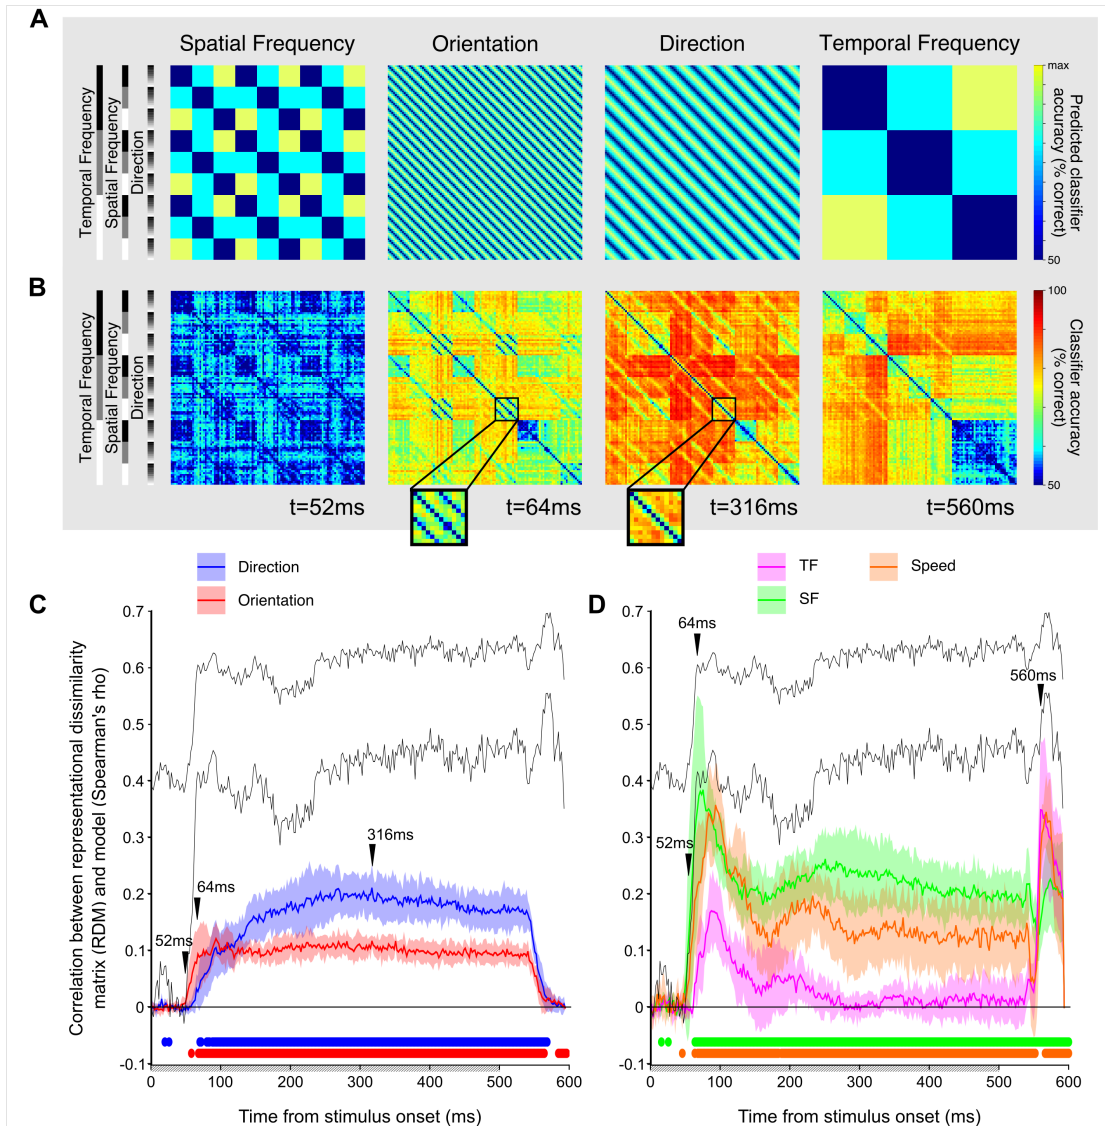 A
Spatial Frequency
Orientation
Direction
Temporal Frequency
Temporal Frequency
Spatial Frequency
Direction
max
50
Predicted classifier
accuracy (% correct)
B
Temporal Frequency
Spatial Frequency
Direction
100
50
Classifier accuracy
(% correct)
t=52ms
t=64ms
t=316ms
t=560ms
Direction
Orientation
TF
Speed
SF
C
0.7
0.6
0.5
0.4
0.3
0.2
0.1
0
-0.1
Correlation between representational dissimilarity
matrix (RDM) and model (Spearman's rho)
52ms
64ms
316ms
0
100
200
300
400
500
600
Time from stimulus onset (ms)
D
0.7
0.6
0.5
0.4
0.3
0.2
0.1
0
-0.1
64ms
52ms
560ms
0
100
200
300
400
500
600
Time from stimulus onset (ms)